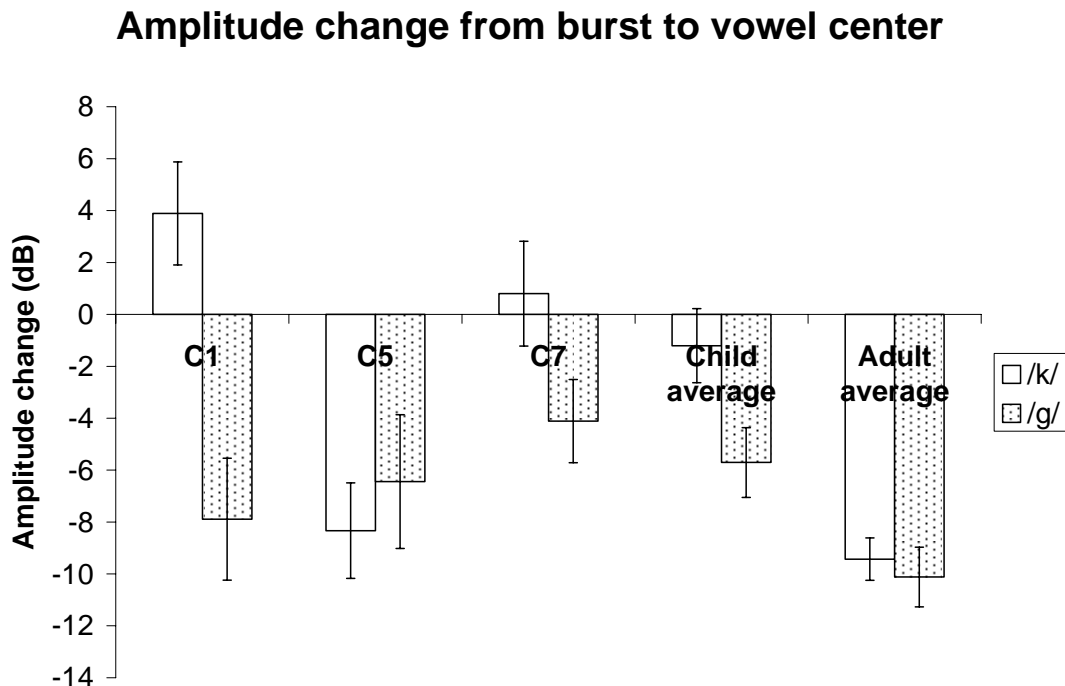 Amplitude change from burst to vowel center
Amplitude change (dB)
8
6
4
2
0
-2
-4
-6
-8
-10
-12
-14
C1
C5
C7
Child
average
Adult
average
/k/
/g/